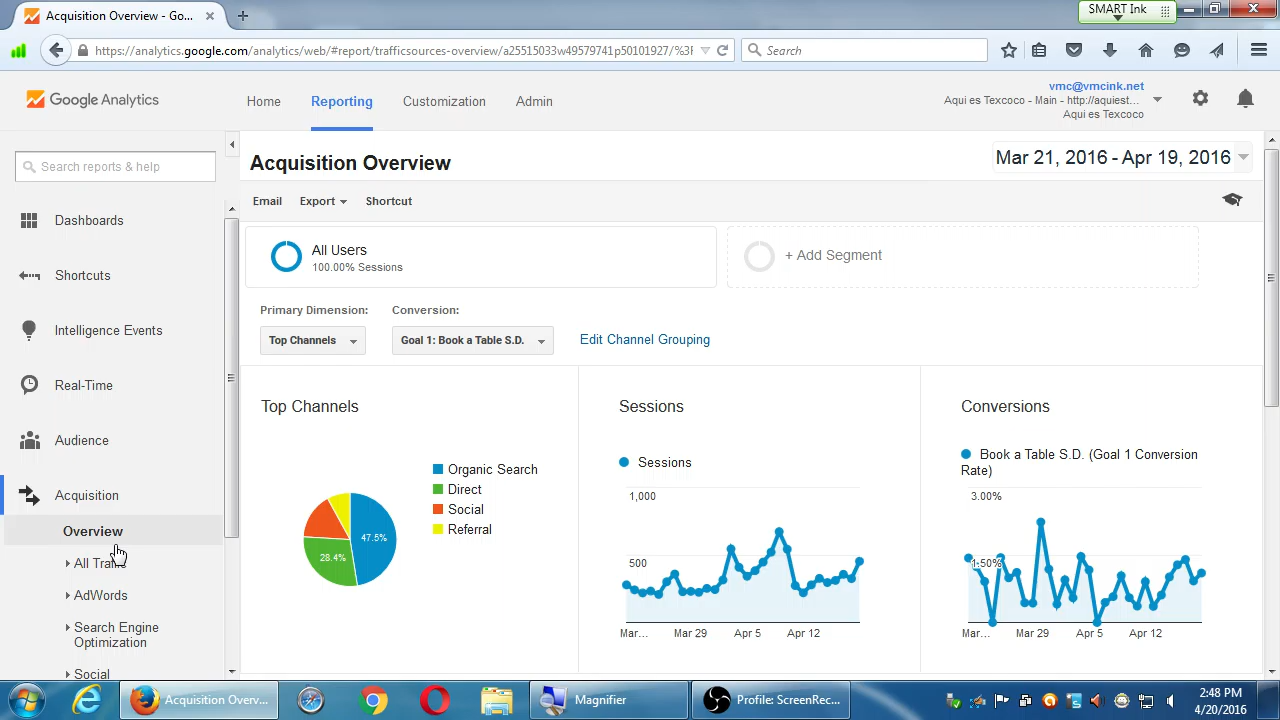 Acquisition Overview - Go...
SMART Ink
https://analytics.google.com/analytics/web/#report/trafficsources-overview/a25515033w49579741p50101927/%3F
Search
Google Analytics
Home
Reporting
Customization
Admin
vmc@vmcink.net
Aqui es Texcoco - Main - http://aquiest...
Aqui es Texcoco
Search reports & help
Dashboards
Shortcuts
Intelligence Events
Real-Time
Audience
Acquisition
Overview
All Traffic
AdWords
Search Engine
Optimization
Social
Acquisition Overview
Mar 21, 2016 - Apr 19, 2016
Email
Export
Shortcut
All Users
100.00% Sessions
+ Add Segment
Primary Dimension:
Conversion:
Top Channels
Goal 1: Book a Table S.D.
Edit Channel Grouping
Top Channels
Organic Search
Direct
Social
Referral
47.5%
28.4%
Sessions
Sessions
1,000
500
Mar...
Mar 29
Apr 5
Apr 12
Conversions
Book a Table S.D. (Goal 1 Conversion
Rate)
3.00%
1.50%
Mar...
Mar 29
Apr 5
Apr 12
Acquisition Overv...
Magnifier
Profile: ScreenRec...
2:48 PM
4/20/2016